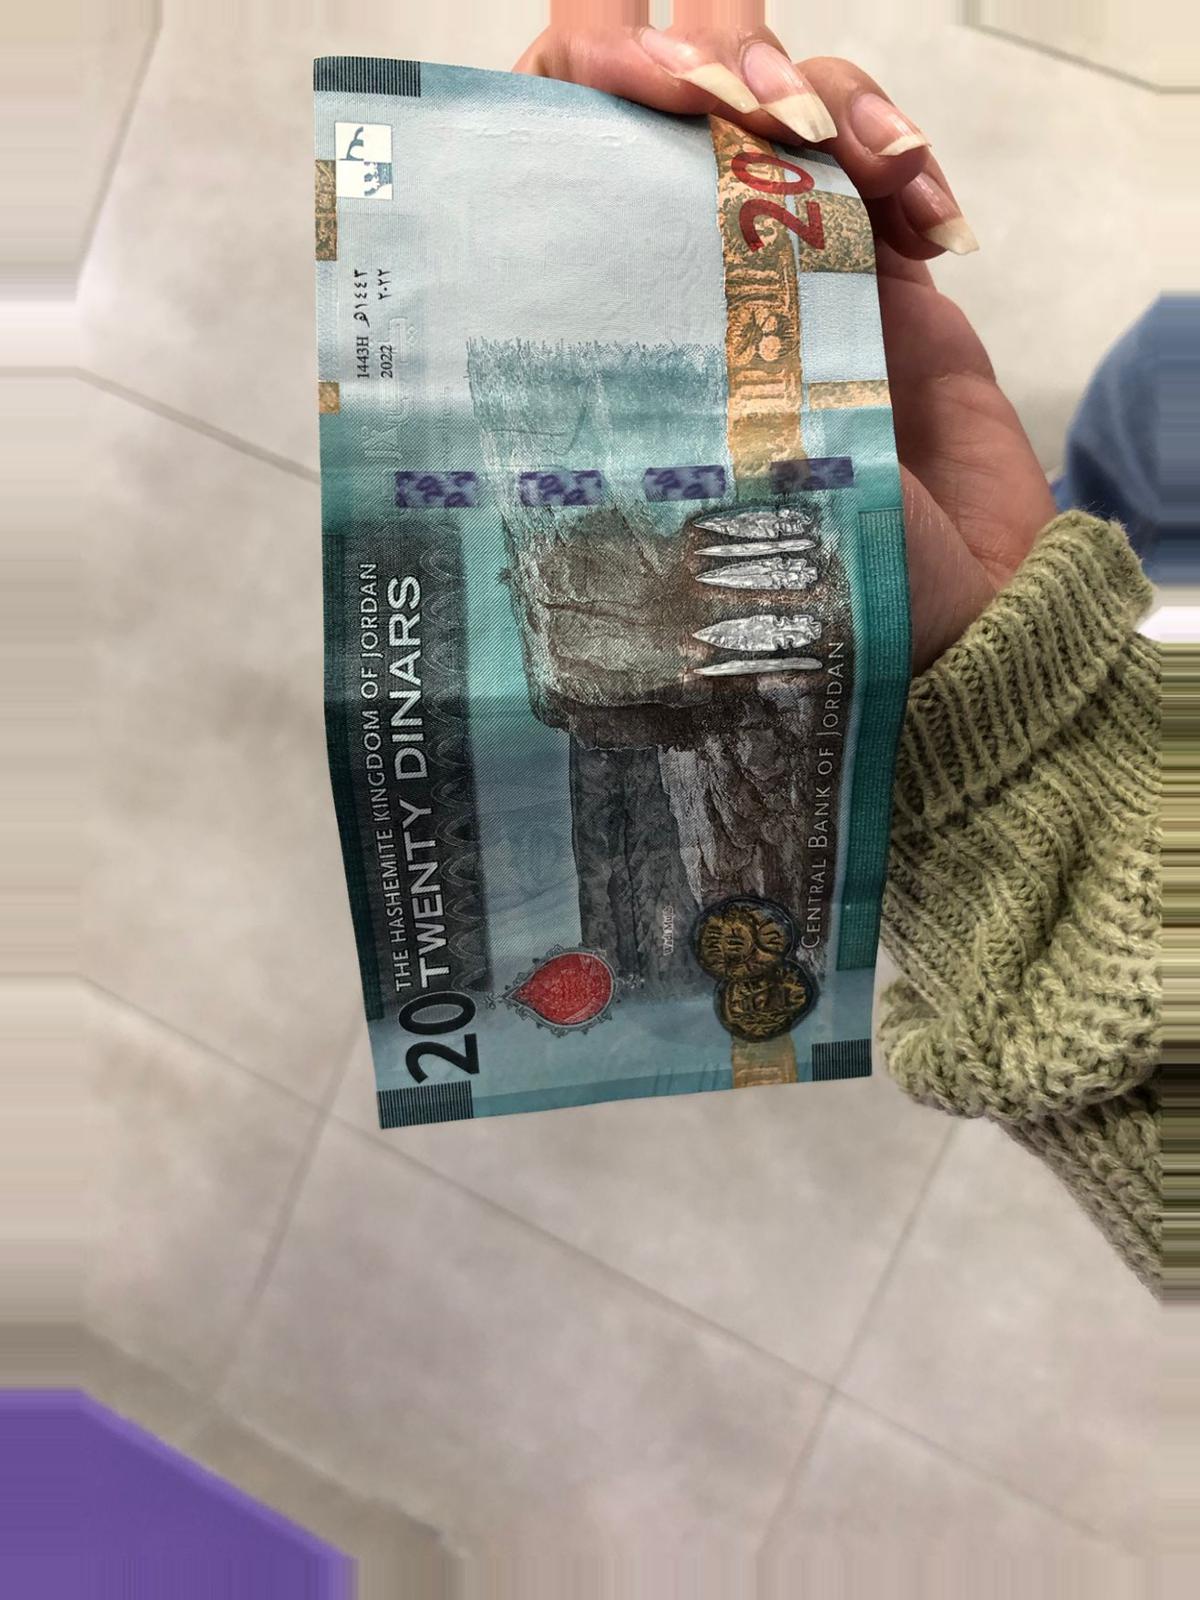 THE HASHEMITE KINGDOM OF JORDAN
20 TWENTY DINARS
1443H ١٤٤٣هـ
2022 ٢٠٢٢
CENTRAL BANK OF JORDAN
20